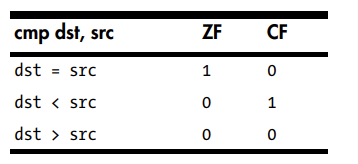 cmp dst, src ZF CF
dst = src 1 0
dst < src 0 1
dst > src 0 0